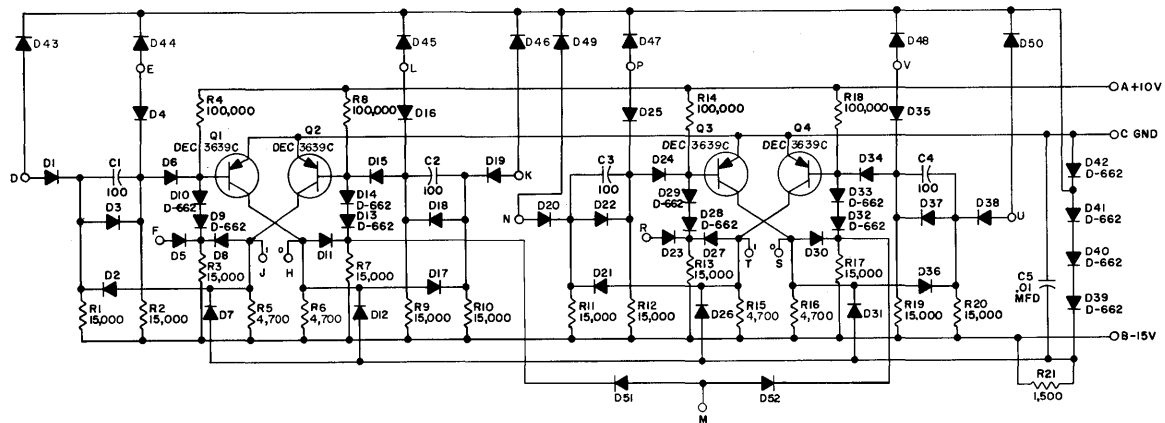 D43
D44
D45
D46
D49
D47
D48
D50
E
L
P
V
A+10V
R4
100,000
R8
100,000
R14
100,000
R18
100,000
D4
D16
D25
D35
C GND
Q1
DEC 3639C
Q2
Q3
DEC 3639C
Q4
DEC 3639C
D
D1
C1
100
D6
D15
C2
100
D19
K
C3
100
D24
D34
C4
100
D42
D-662
D3
D10
D-662
D9
D-662
D14
D-662
D13
D-662
D18
N
D20
D22
D29
D-662
D28
D-662
D33
D-662
D32
D-662
D37
D38
U
D41
D-662
F
D5
D8
1
J
0
H
D11
R
D23
D27
1
T
0
S
D30
D40
D-662
D2
R3
15,000
R7
15,000
D17
D21
R13
15,000
R17
15,000
D36
C5
.01
MFD
D39
D-662
R1
15,000
R2
15,000
D7
R5
4,700
R6
4,700
D12
R9
15,000
R10
15,000
R11
15,000
R12
15,000
D26
R15
4,700
R16
4,700
D31
R19
15,000
R20
15,000
B-15V
R21
1,500
D51
D52
M